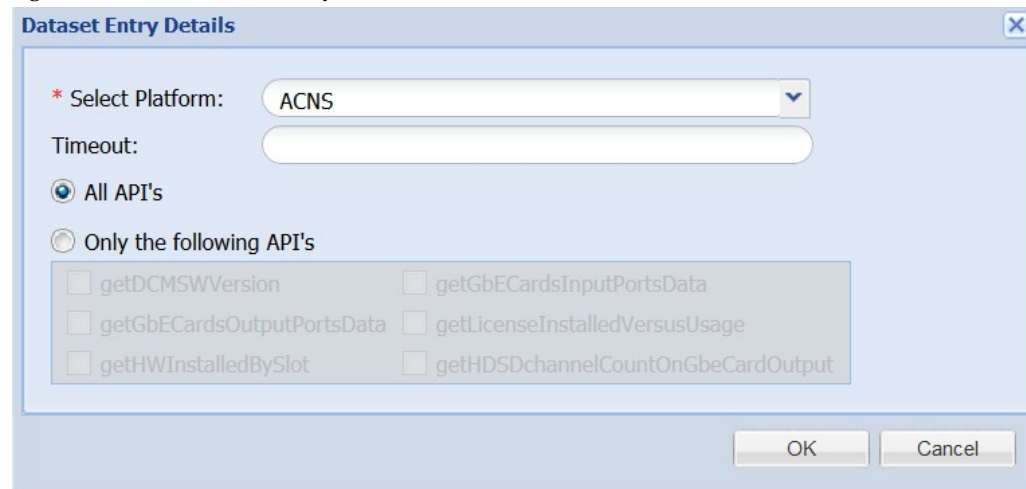 Dataset Entry Details
* Select Platform: ACNS
Timeout:
All API's
Only the following API's
getDCMSWVersion getGbECardsInputPortsData
getGbECardsOutputPortsData getLicenseInstalledVersusUsage
getHWInstalledBySlot getHDSDchannelCountOnGbeCardOutput
OK Cancel